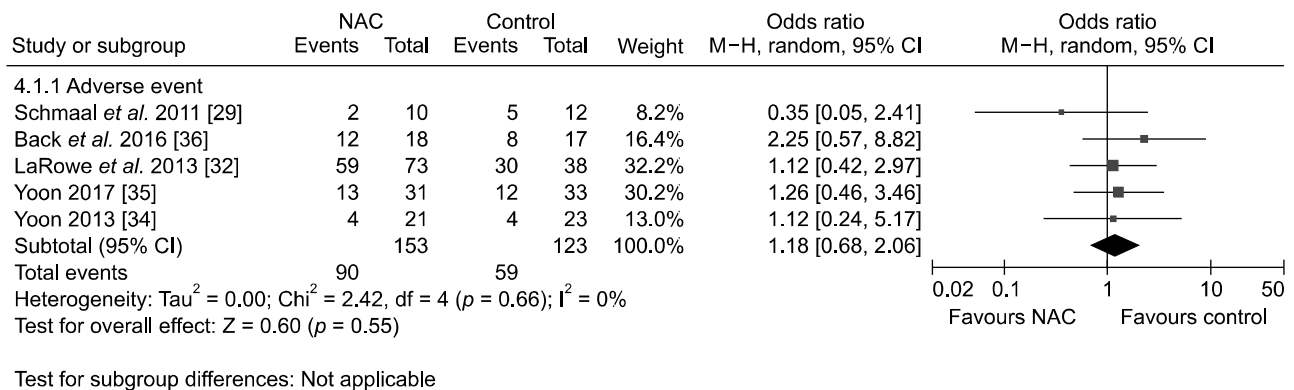 NAC Control Odds ratio Odds ratio
Study or subgroup Events Total Events Total Weight M−H, random, 95% CI M−H, random, 95% CI
4.1.1 Adverse event
Schmaal et al. 2011 [29] 2 10 5 12 8.2% 0.35 [0.05, 2.41]
Back et al. 2016 [36] 12 18 8 17 16.4% 2.25 [0.57, 8.82]
LaRowe et al. 2013 [32] 59 73 30 38 32.2% 1.12 [0.42, 2.97]
Yoon 2017 [35] 13 31 12 33 30.2% 1.26 [0.46, 3.46]
Yoon 2013 [34] 4 21 4 23 13.0% 1.12 [0.24, 5.17]
Subtotal (95% CI) 153 123 100.0% 1.18 [0.68, 2.06]
Total events 90 59
Heterogeneity: Tau² = 0.00; Chi² = 2.42, df = 4 (p = 0.66); I² = 0%
Test for overall effect: Z = 0.60 (p = 0.55)
0.02 0.1 1 10 50
Favours NAC Favours control
Test for subgroup differences: Not applicable